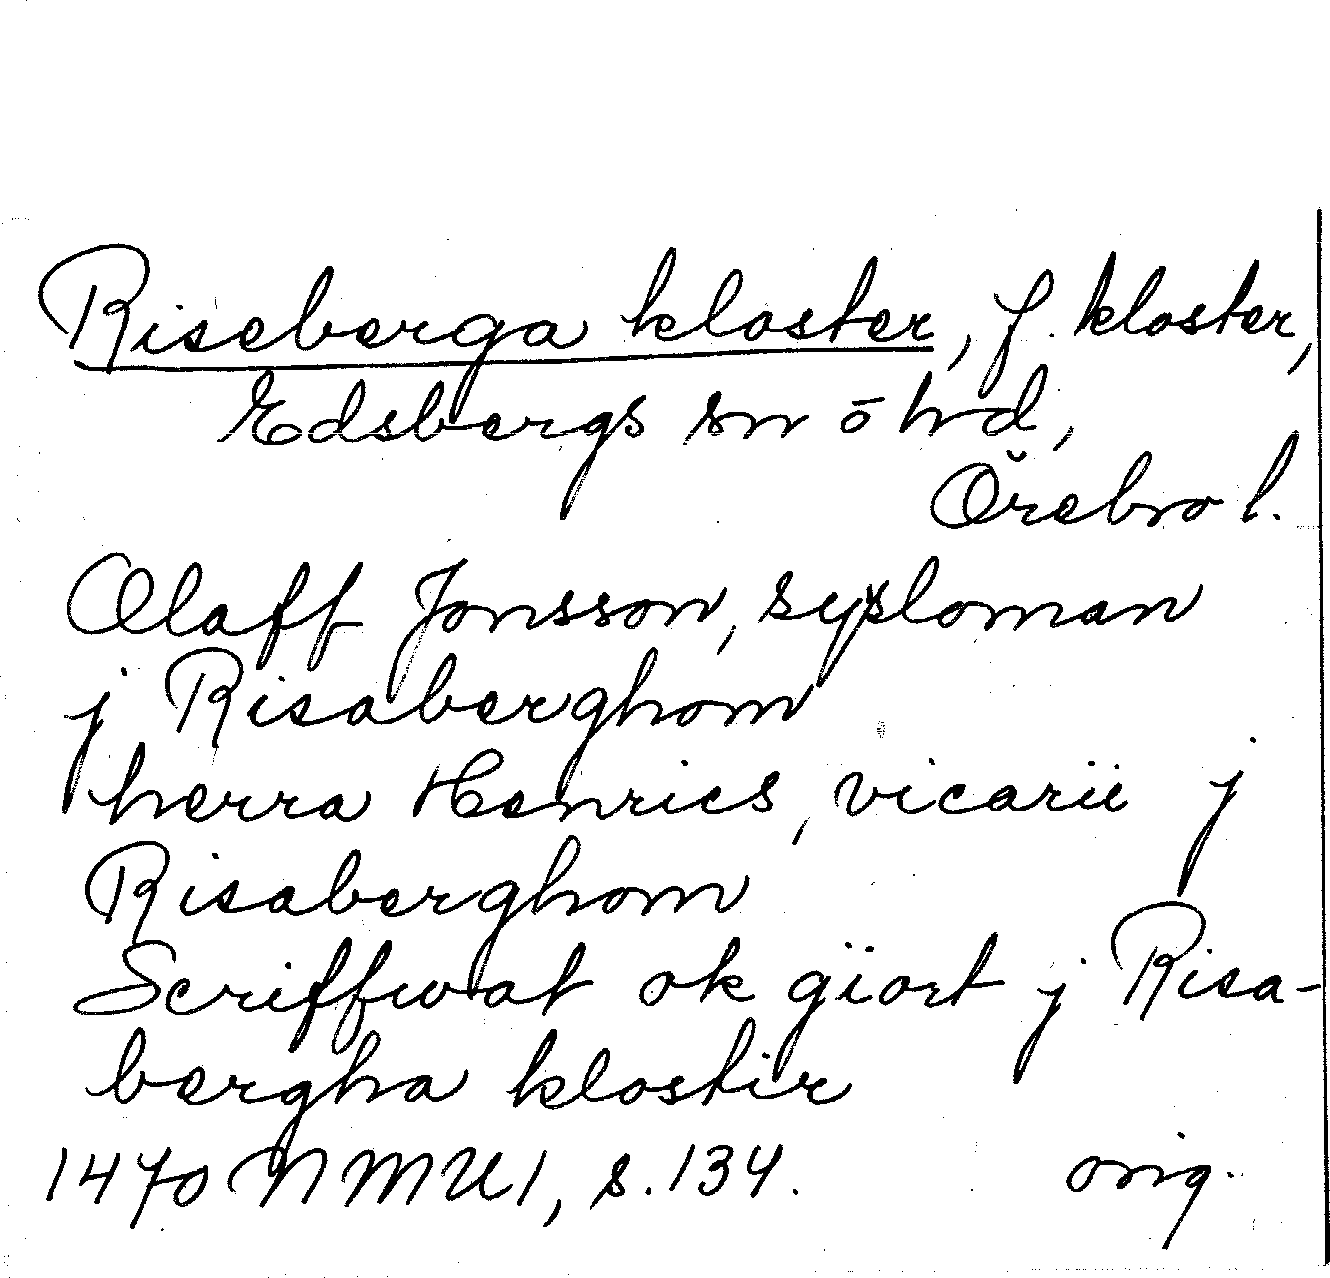 Riseberga kloster, f. kloster,
Edsbergs sn o hd,
Örebro l.
Olaff Jonsson, sysloman
j Risaberghom
herra Henrics, vicarii j
Risaberghom
Scriffwat ok giort j Risa-
bergha klostir
1470 NMU1, s. 134. orig.